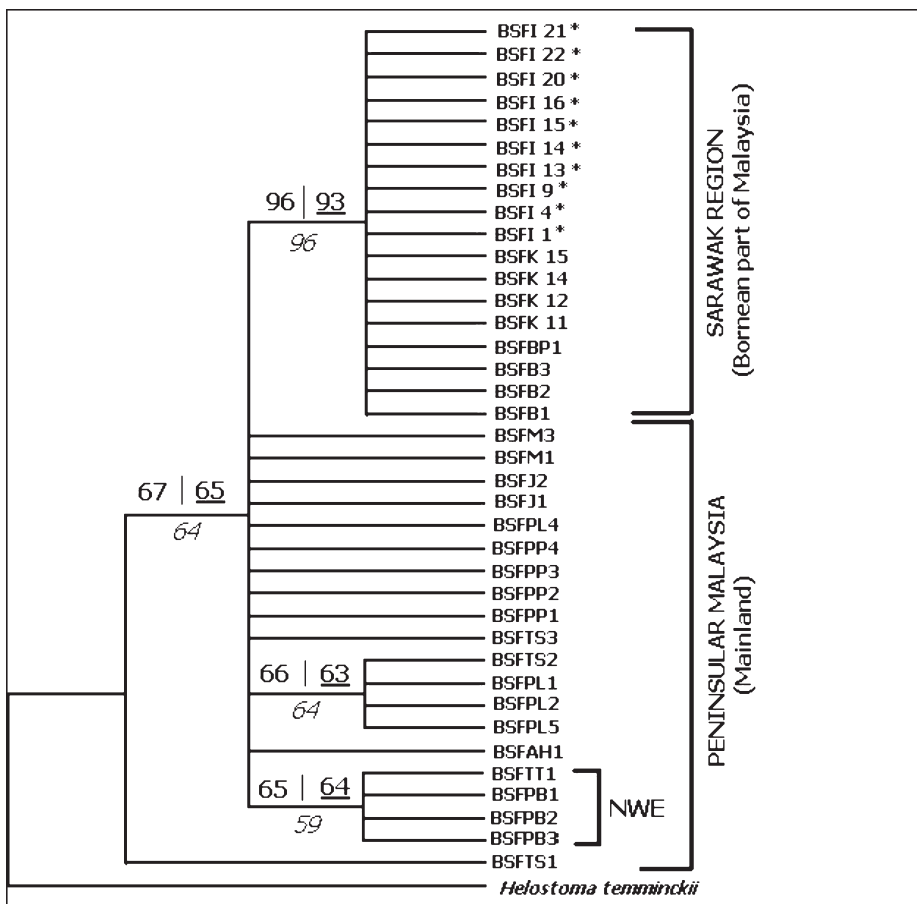 BSFI 21*
BSFI 22*
BSFI 20*
BSFI 16*
BSFI 15*
BSFI 14*
BSFI 13*
BSFI 9*
BSFI 4*
BSFI 1*
BSFK 15
BSFK 14
BSFK 12
BSFK 11
BSFBP1
BSFB3
BSFB2
BSFB1
BSFM3
BSFM1
BSFJ2
BSFJ1
BSFPL4
BSFPP4
BSFPP3
BSFPP2
BSFPP1
BSFTS3
BSFTS2
BSFPL1
BSFPL2
BSFPL5
BSFAH1
BSFTT1
BSFPB1
BSFPB2
BSFPB3
BSFTS1
Helostoma temminckii
96 | 93
96
67 | 65
64
66 | 63
64
65 | 64
59
NWE
SARAWAK REGION
(Bornean part of Malaysia)
PENINSULAR MALAYSIA
(Mainland)